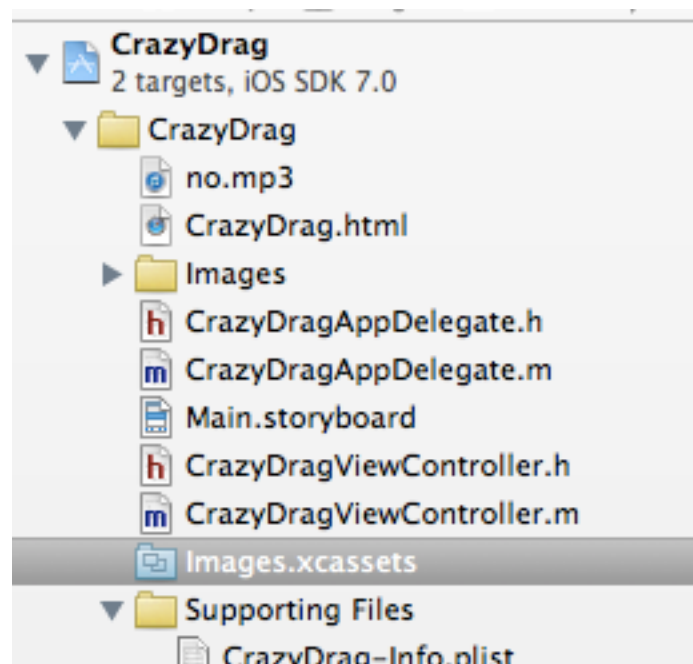 CrazyDrag
2 targets, iOS SDK 7.0
CrazyDrag
no.mp3
CrazyDrag.html
Images
h CrazyDragAppDelegate.h
m CrazyDragAppDelegate.m
Main.storyboard
h CrazyDragViewController.h
m CrazyDragViewController.m
Images.xcassets
Supporting Files
CrazyDrag-Info.plist